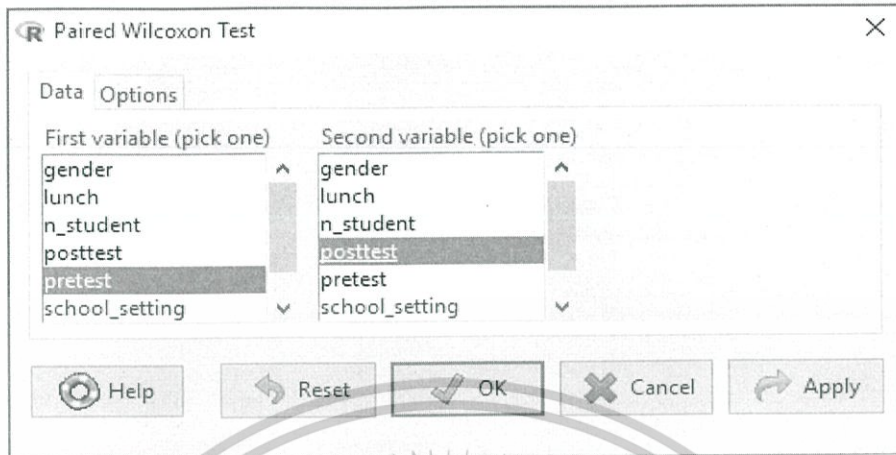 R Paired Wilcoxon Test
Data Options
First variable (pick one) Second variable (pick one)
gender gender
lunch lunch
n_student n_student
posttest posttest
pretest pretest
school_setting school_setting
Help Reset OK Cancel Apply